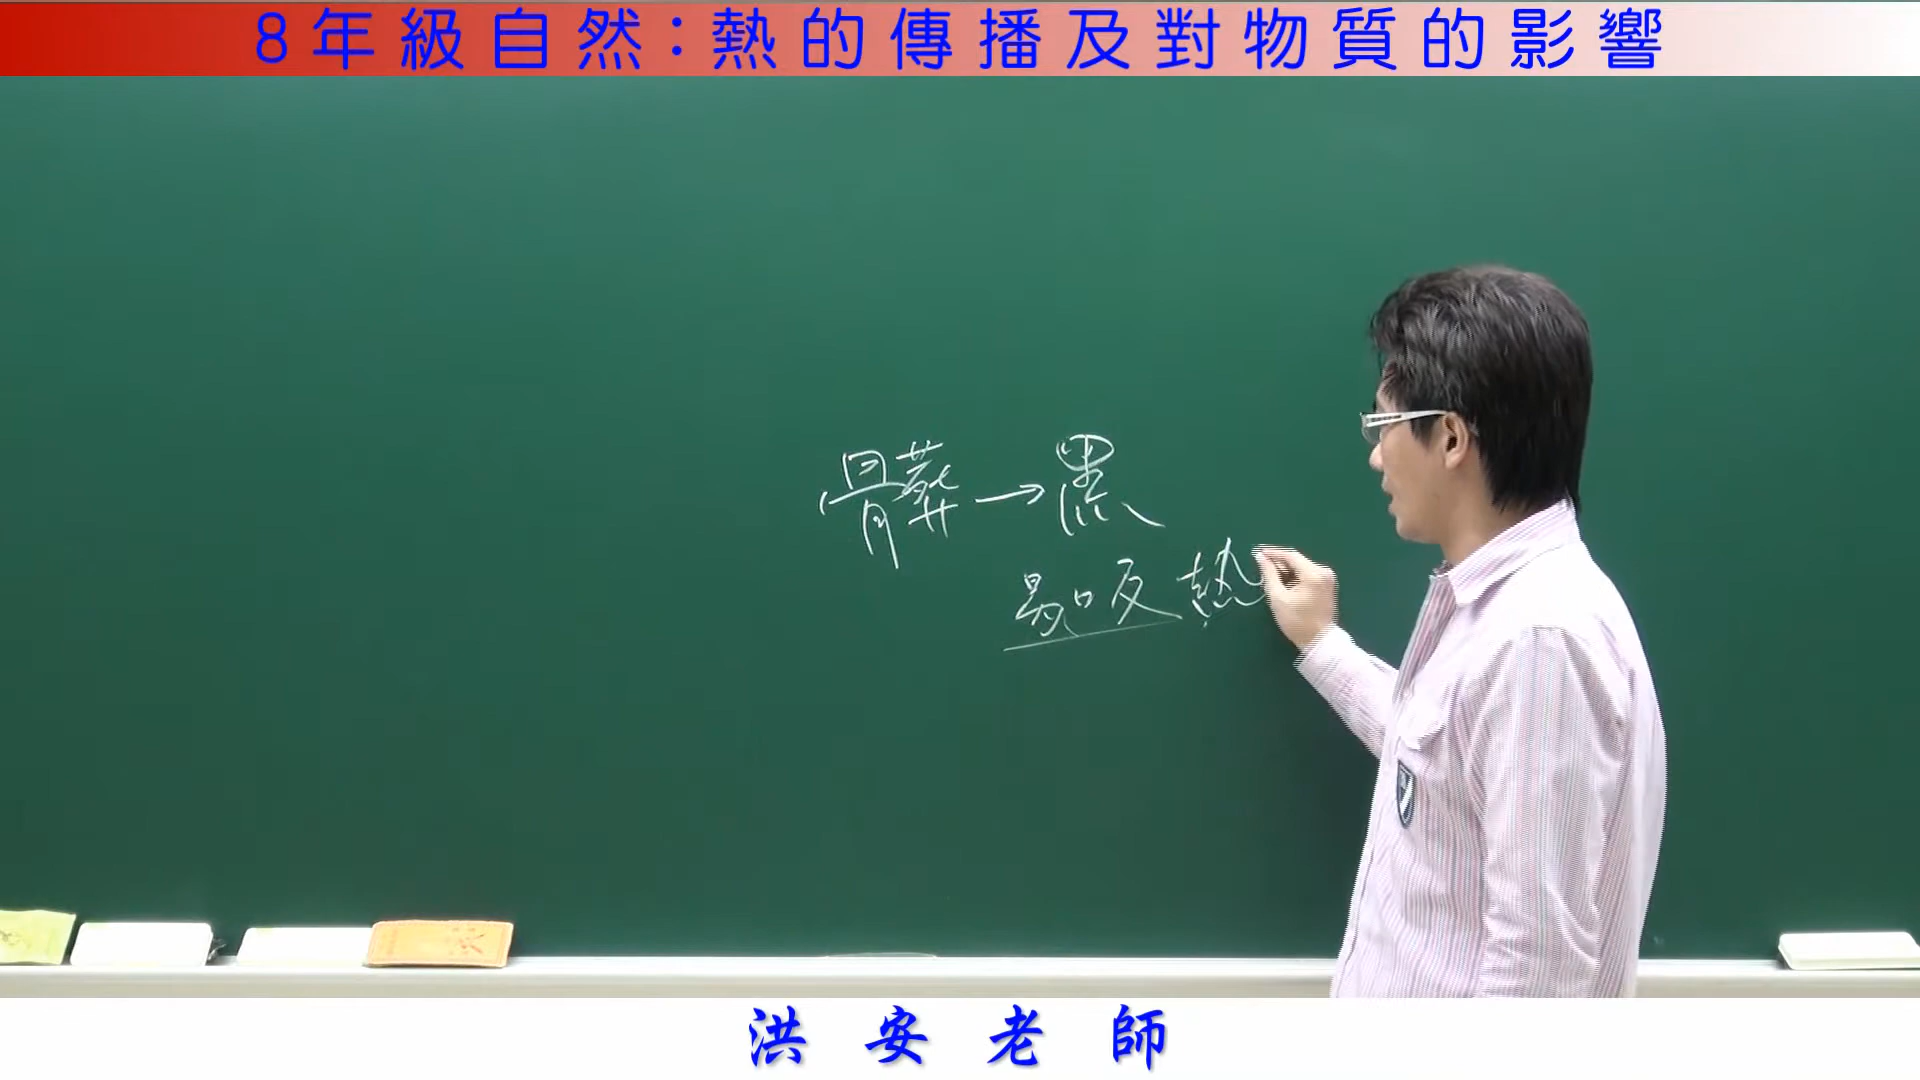 8年級自然:熱的傳播及對物質的影響
骯髒→黑
易吸熱
洪安老師